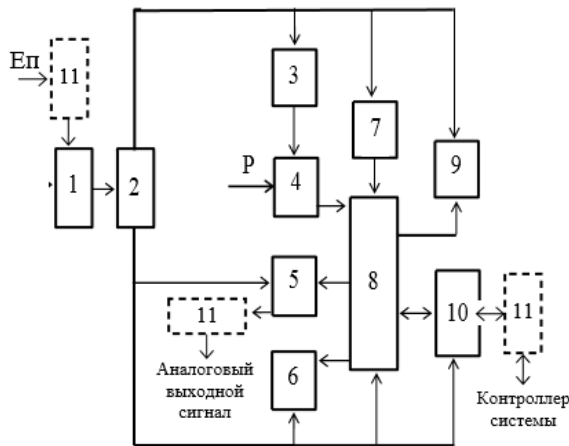 Еп
11
3
7
1
2
P
4
9
8
5
10
11
11
Аналоговый
выходной
сигнал
6
Контроллер
системы